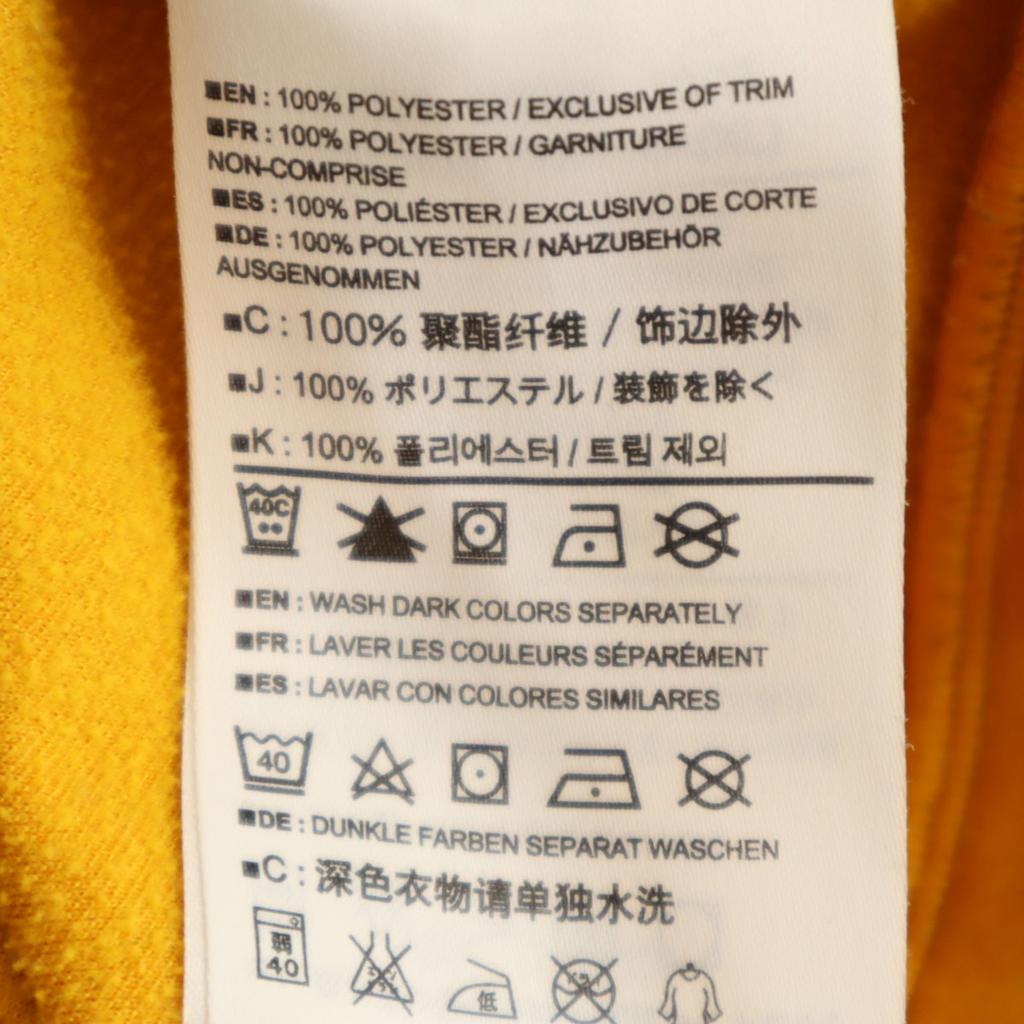 ■EN : 100% POLYESTER / EXCLUSIVE OF TRIM
■FR : 100% POLYESTER / GARNITURE
NON-COMPRISE
■ES : 100% POLIÉSTER / EXCLUSIVO DE CORTE
■DE : 100% POLYESTER / NÄHZUBEHÖR
AUSGENOMMEN
■C : 100% 聚酯纤维 / 饰边除外
■J : 100% ポリエステル / 装飾を除く
■K : 100% 폴리에스터 / 트림 제외
40C
■EN : WASH DARK COLORS SEPARATELY
■FR : LAVER LES COULEURS SÉPARÉMENT
■ES : LAVAR CON COLORES SIMILARES
40
■DE : DUNKLE FARBEN SEPARAT WASCHEN
■C : 深色衣物请单独水洗
弱
40
低